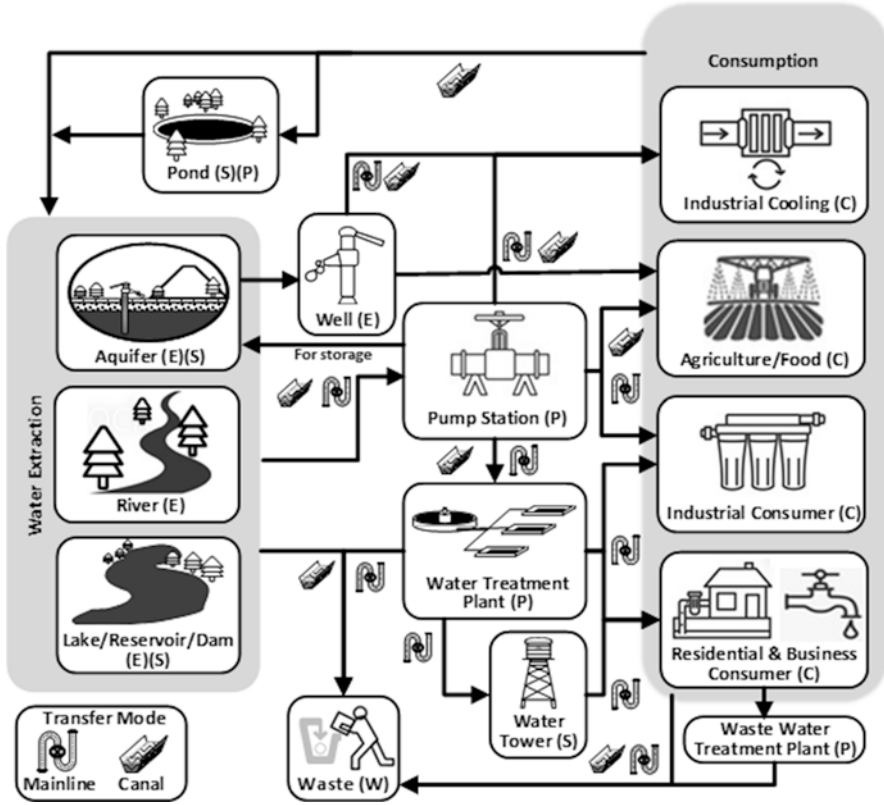 Consumption
Pond (S)(P)
Industrial Cooling (C)
Well (E)
Aquifer (E)(S)
For storage
Agriculture/Food (C)
Pump Station (P)
Water Extraction
River (E)
Industrial Consumer (C)
Water Treatment
Plant (P)
Lake/Reservoir/Dam
(E)(S)
Residential & Business
Consumer (C)
Water
Tower (S)
Transfer Mode
Mainline
Canal
Waste (W)
Waste Water
Treatment Plant (P)